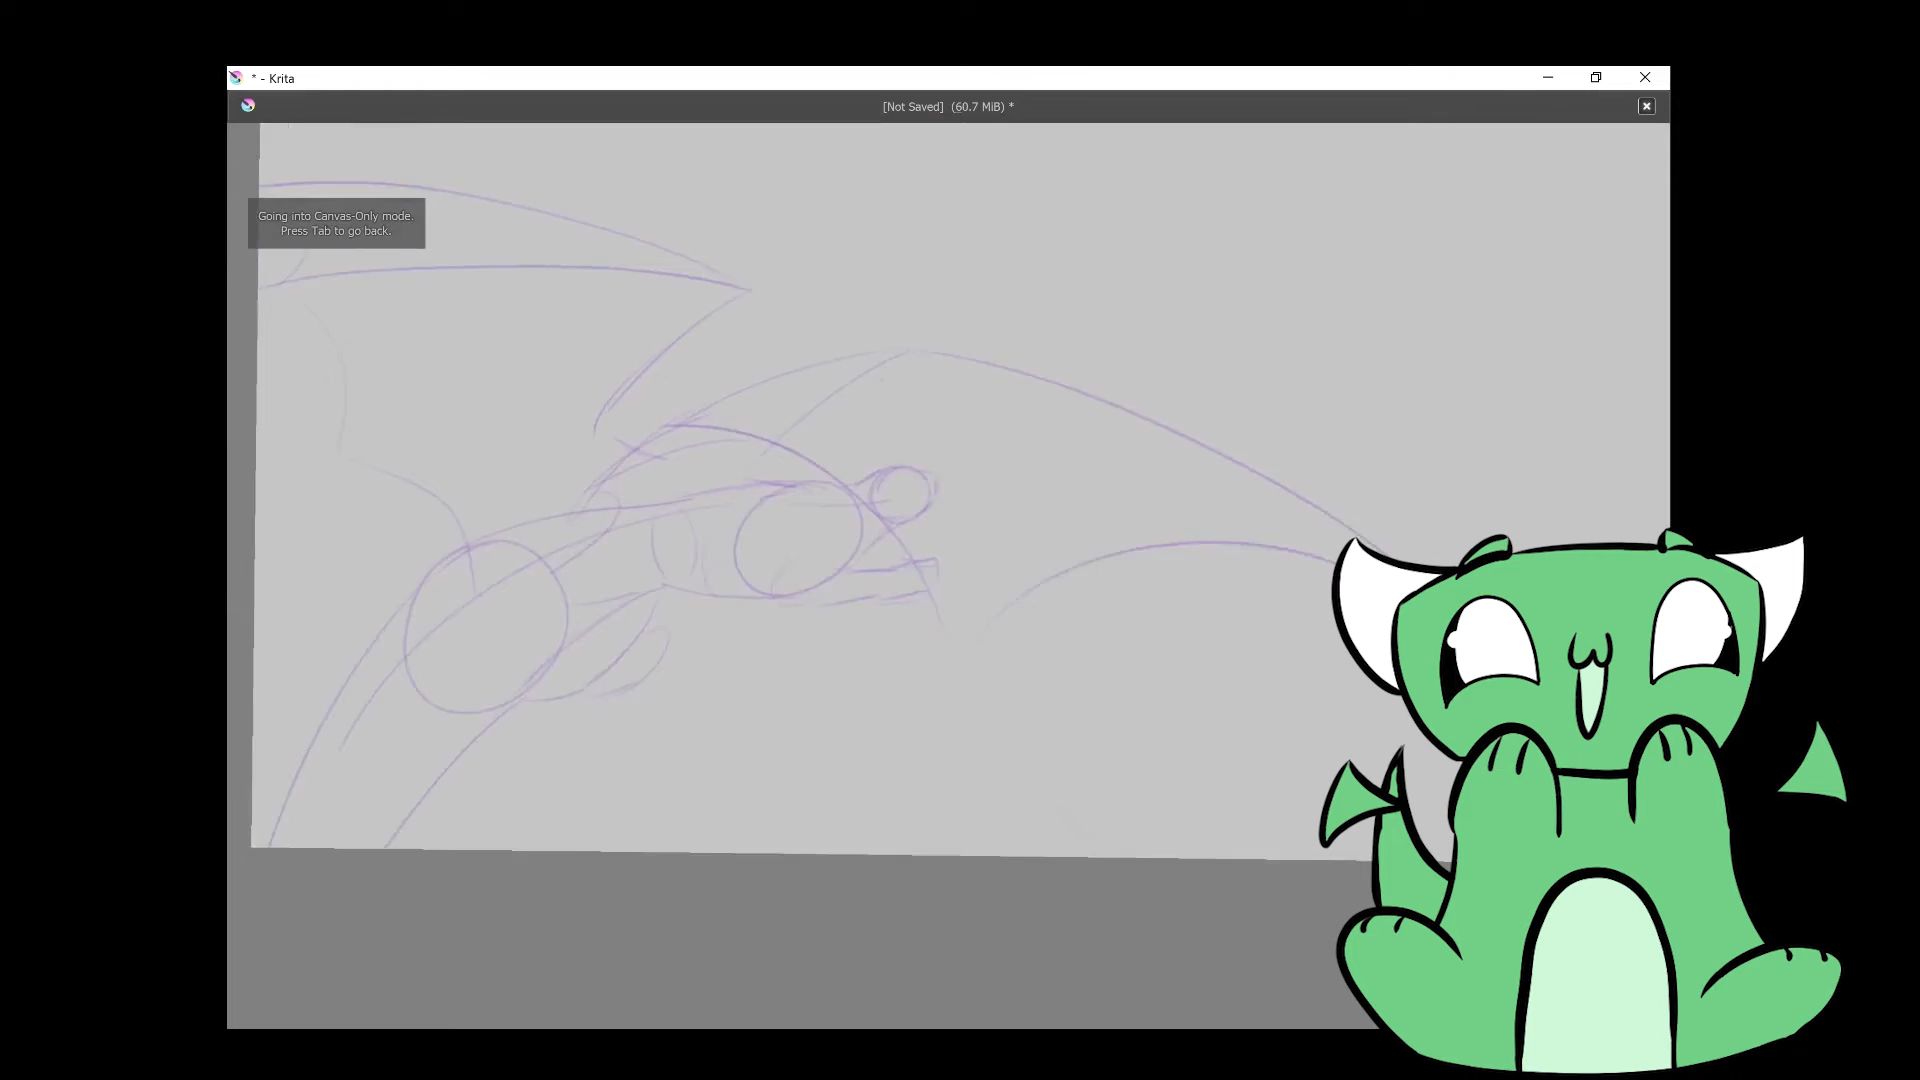 * - Krita
[Not Saved] (60.7 MiB) *
Going into Canvas-Only mode.
Press Tab to go back.